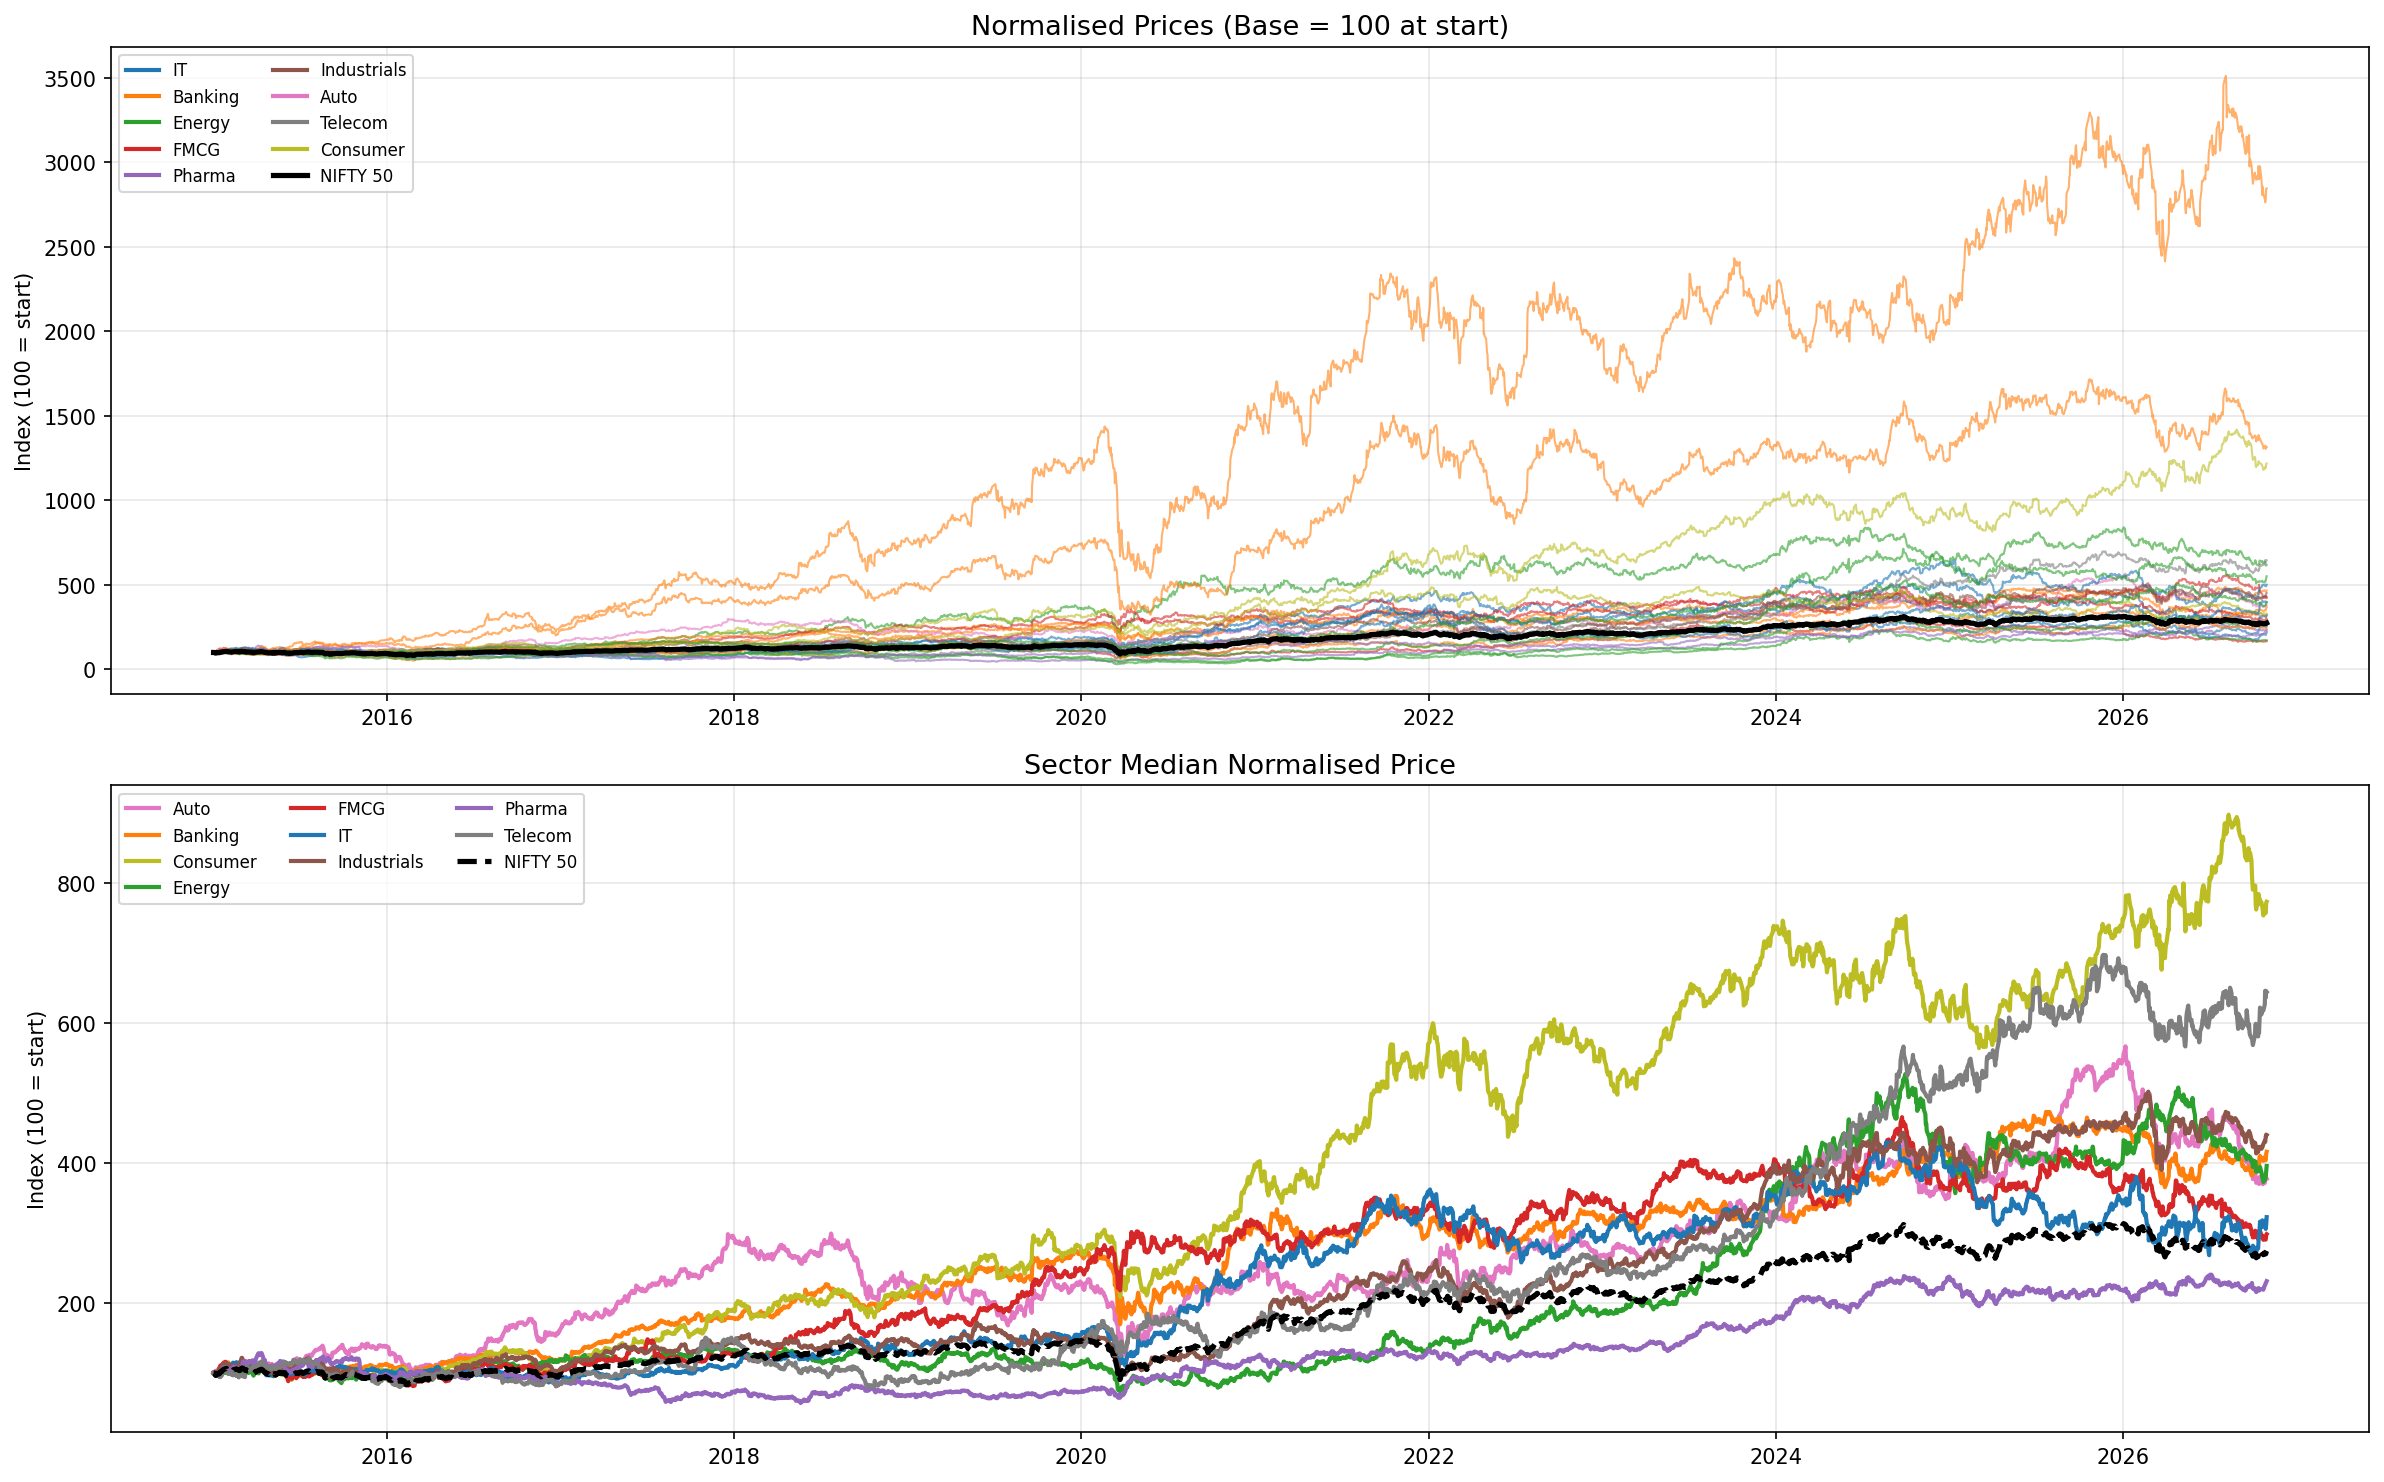 Normalised Prices (Base = 100 at start)
Index (100 = start)
3500
3000
2500
2000
1500
1000
500
0
IT
Banking
Energy
FMCG
Pharma
Industrials
Auto
Telecom
Consumer
NIFTY 50
2016 2018 2020 2022 2024 2026
Sector Median Normalised Price
Index (100 = start)
800
600
400
200
Auto
Banking
Consumer
Energy
FMCG
IT
Industrials
Pharma
Telecom
NIFTY 50
2016 2018 2020 2022 2024 2026